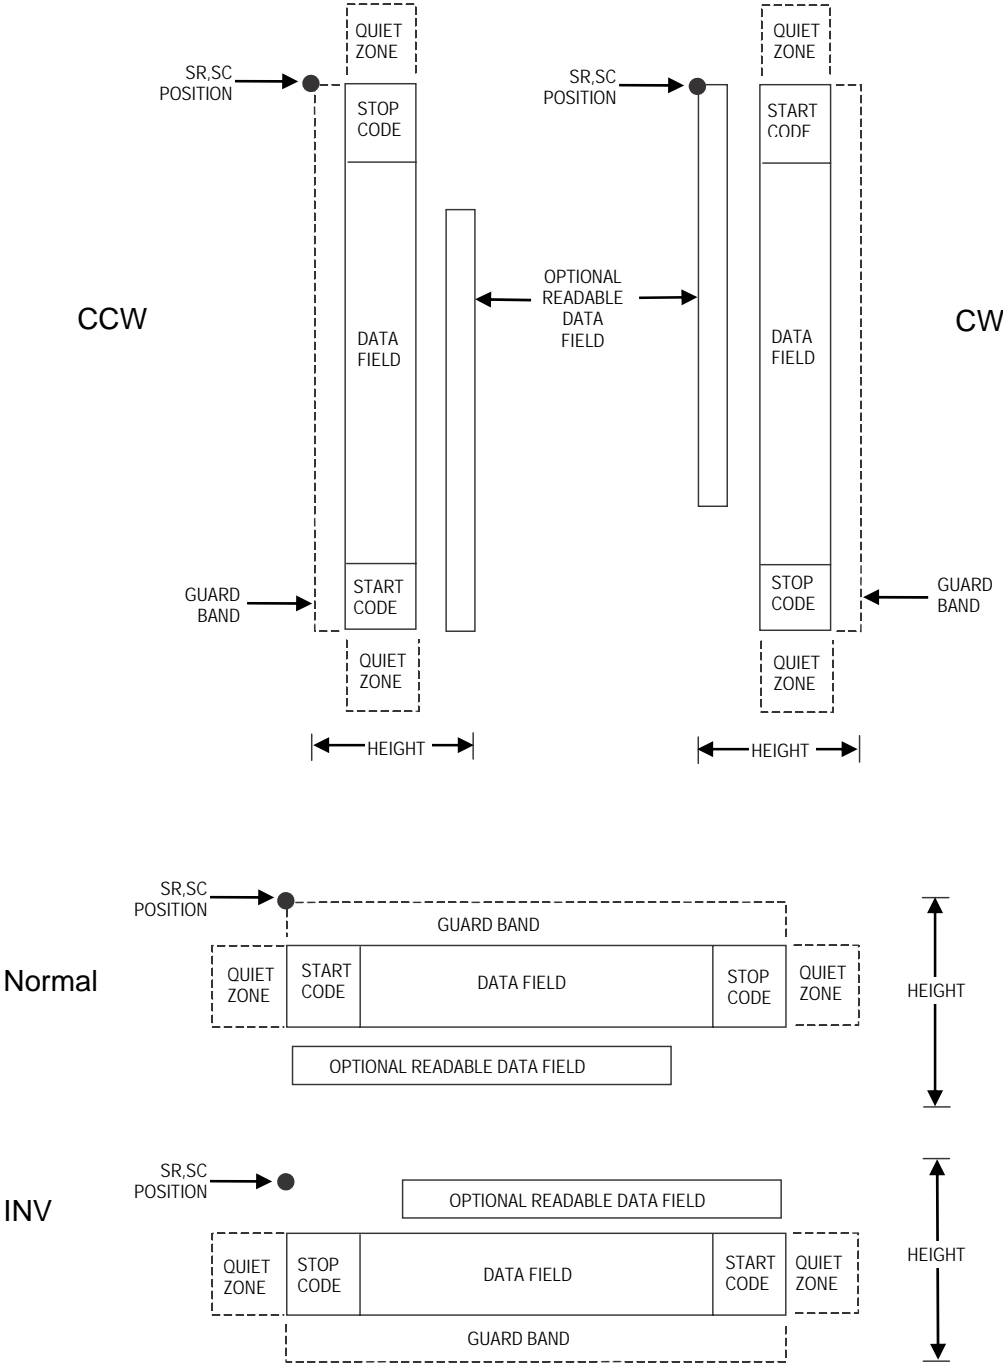 QUIET
ZONE
QUIET
ZONE
SR,SC
POSITION
SR,SC
POSITION
STOP
CODE
START
CODE
OPTIONAL
READABLE
DATA
FIELD
CCW
CW
DATA
FIELD
DATA
FIELD
GUARD
BAND
START
CODE
STOP
CODE
GUARD
BAND
QUIET
ZONE
QUIET
ZONE
HEIGHT
HEIGHT
SR,SC
POSITION
GUARD BAND
Normal
QUIET
ZONE
START
CODE
DATA FIELD
STOP
CODE
QUIET
ZONE
HEIGHT
OPTIONAL READABLE DATA FIELD
SR,SC
POSITION
INV
OPTIONAL READABLE DATA FIELD
QUIET
ZONE
STOP
CODE
DATA FIELD
START
CODE
QUIET
ZONE
HEIGHT
GUARD BAND